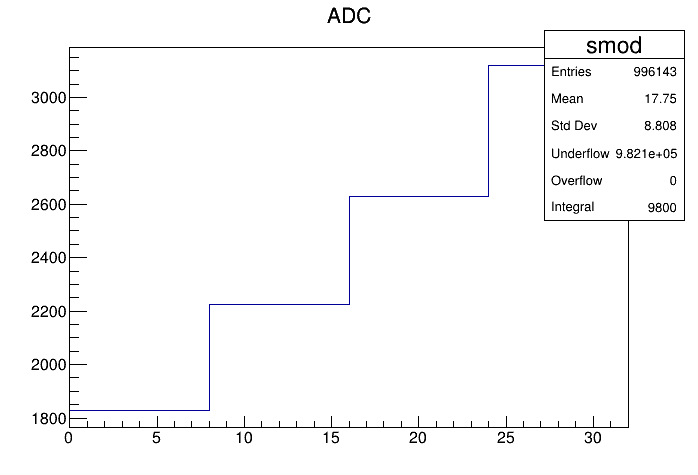 ADC
smod
Entries 996143
Mean 17.75
Std Dev 8.808
Underflow 9.821e+05
Overflow 0
Integral 9800
3000
2800
2600
2400
2200
2000
1800
0 5 10 15 20 25 30